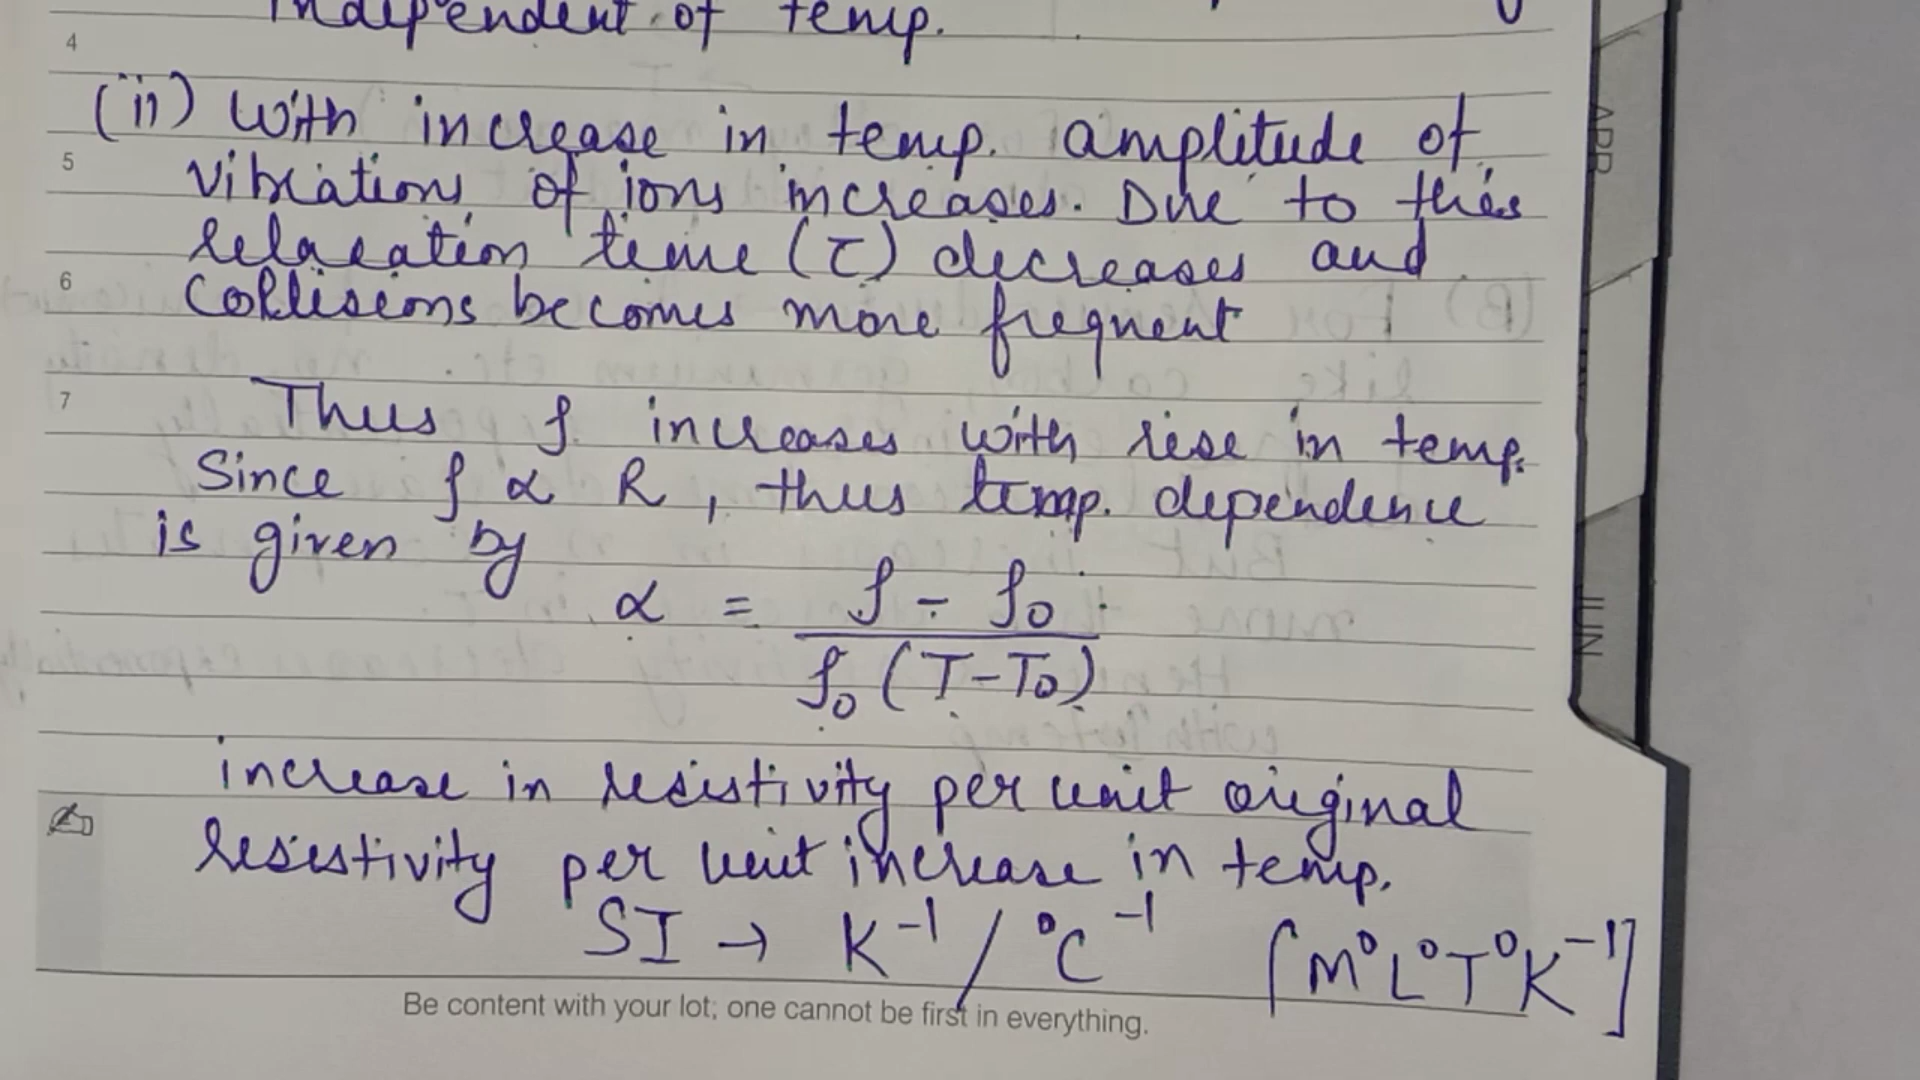 independent of temp.
4
(ii) With increase in temp. amplitude of
5
vibrations of ions increases. Due to this
relaxation time (τ) decreases and
6
collisions becomes more frequent
7
Thus ρ increases with rise in temp.
Since ρ α R, thus temp. dependence
is given by
α = ρ - ρ₀
ρ₀ (T-T₀)
increase in resistivity per unit original
resistivity per unit increase in temp.
SI → K⁻¹ / °C⁻¹ [M⁰L⁰T⁰K⁻¹]
Be content with your lot; one cannot be first in everything.
APR
JUN